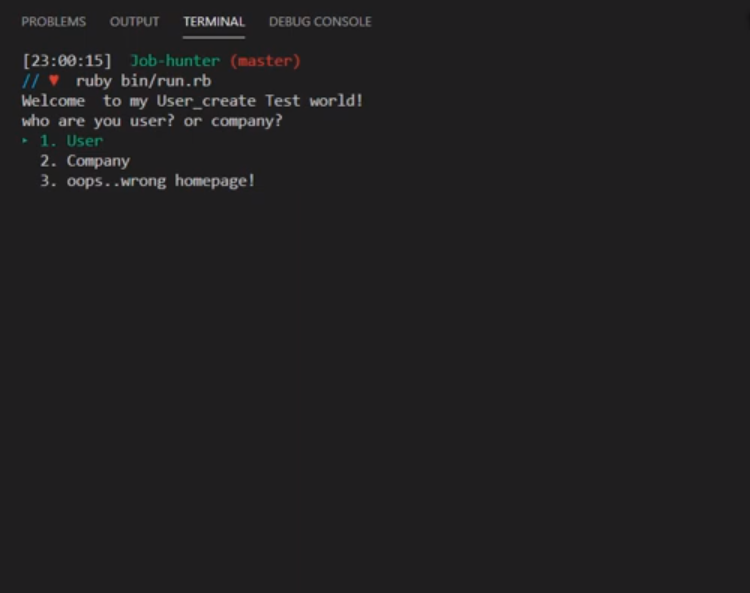 PROBLEMS OUTPUT TERMINAL DEBUG CONSOLE
[23:00:15] Job-hunter (master)
// ♥ ruby bin/run.rb
Welcome  to my User_create Test world!
who are you user? or company?
‣ 1. User
2. Company
3. oops..wrong homepage!